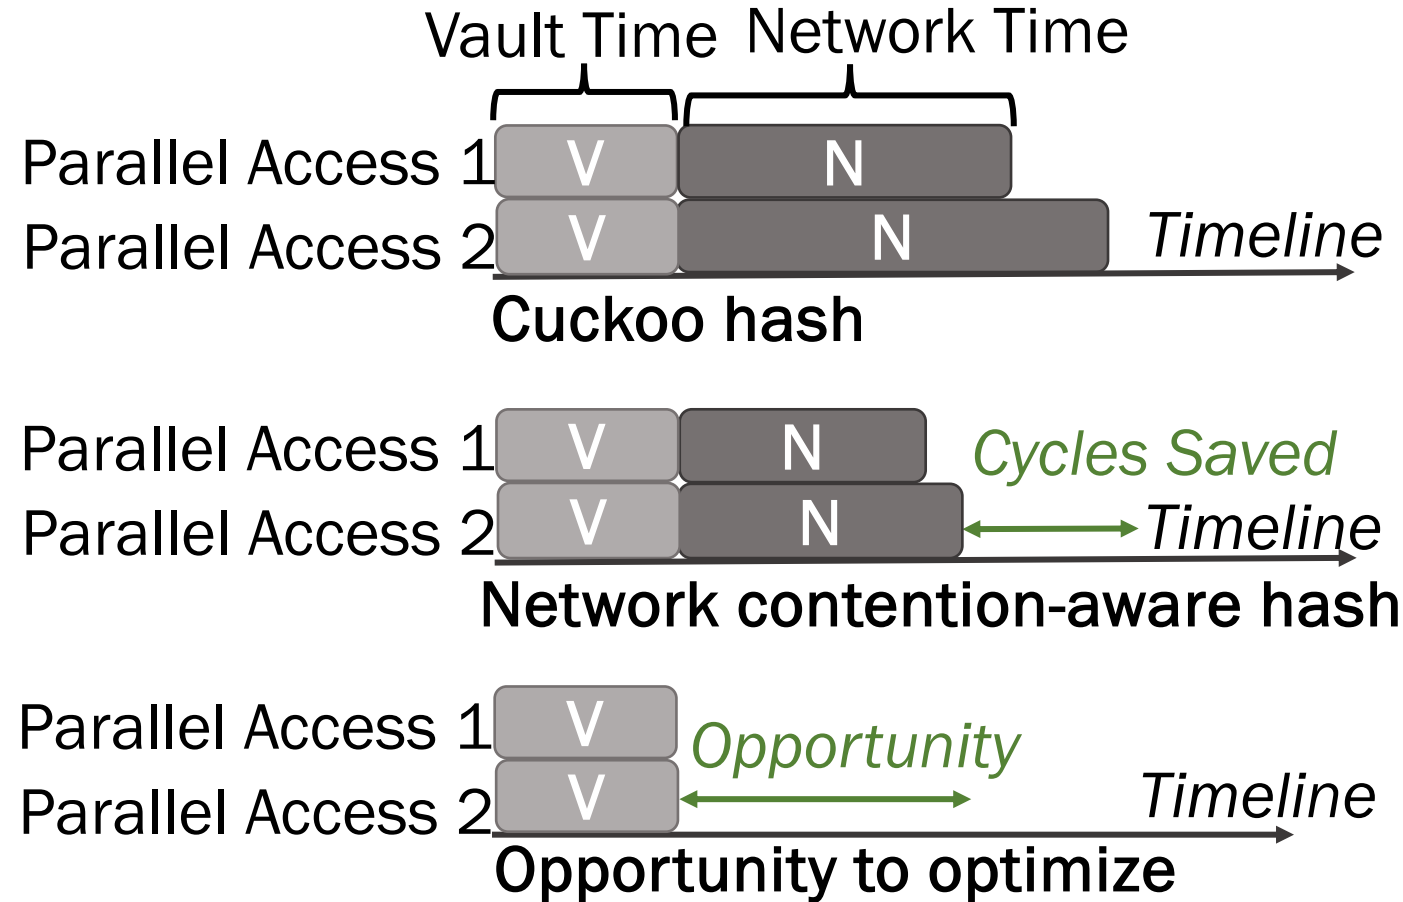 Vault Time Network Time
Parallel Access 1 V N
Parallel Access 2 V N Timeline
Cuckoo hash
Parallel Access 1 V N Cycles Saved
Parallel Access 2 V N Timeline
Network contention-aware hash
Parallel Access 1 V Opportunity
Parallel Access 2 V Timeline
Opportunity to optimize